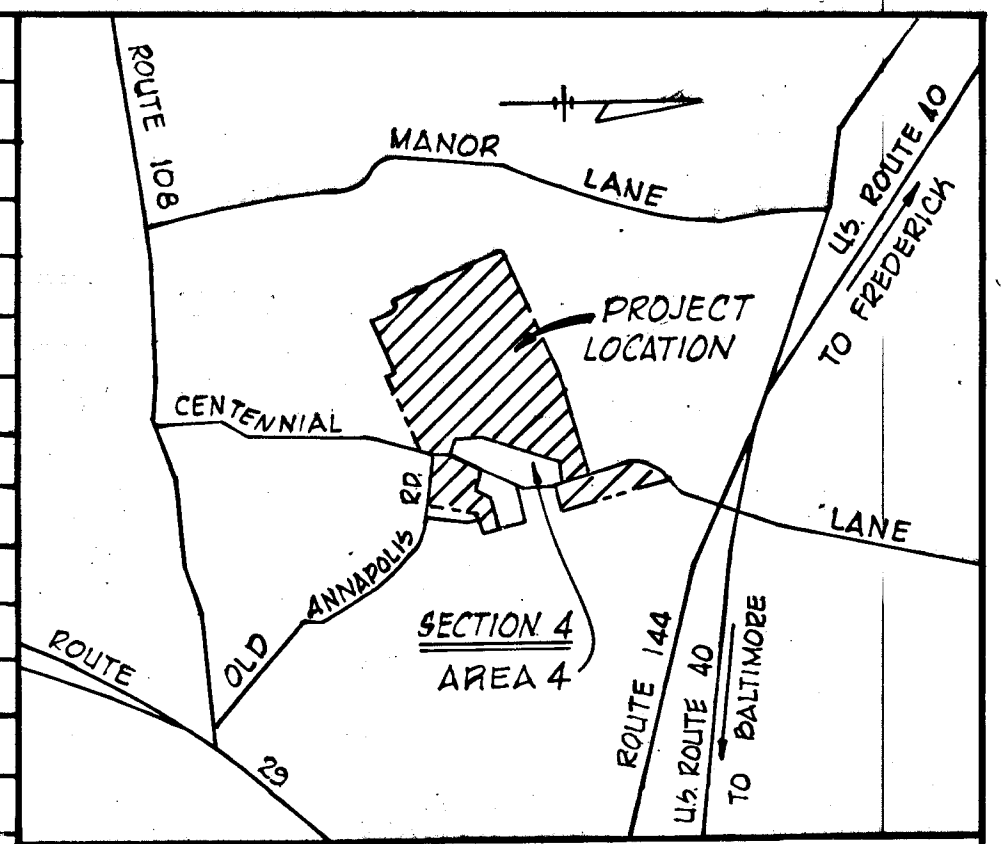 ROUTE 108
MANOR
LANE
U.S. ROUTE 40
TO FREDERICK
PROJECT
LOCATION
CENTENNIAL
LANE
RD.
ANNAPOLIS
OLD
SECTION 4
AREA 4
ROUTE
29
ROUTE 144
U.S. ROUTE 40
TO BALTIMORE